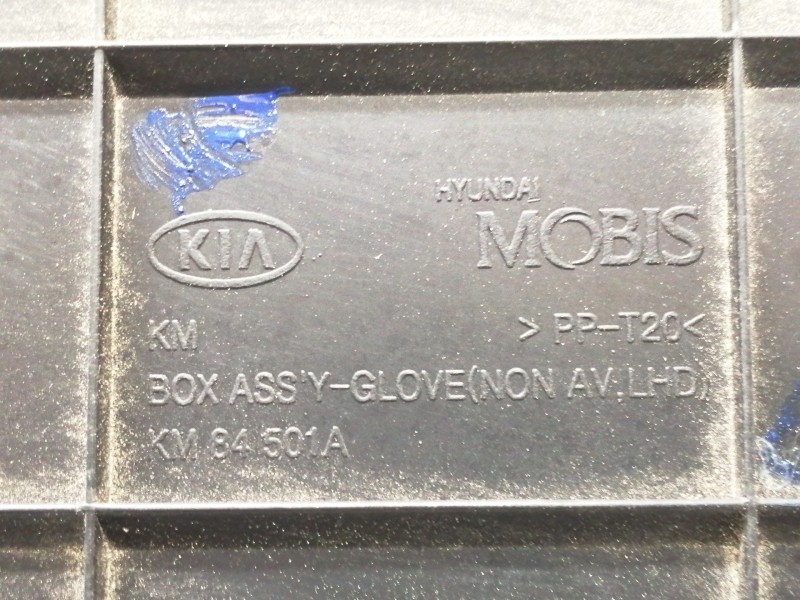 HYUNDAI
KIA MOBIS
KM >PP-T20<
BOX ASS'Y-GLOVE(NON AV,LHD)
KM 84 501A